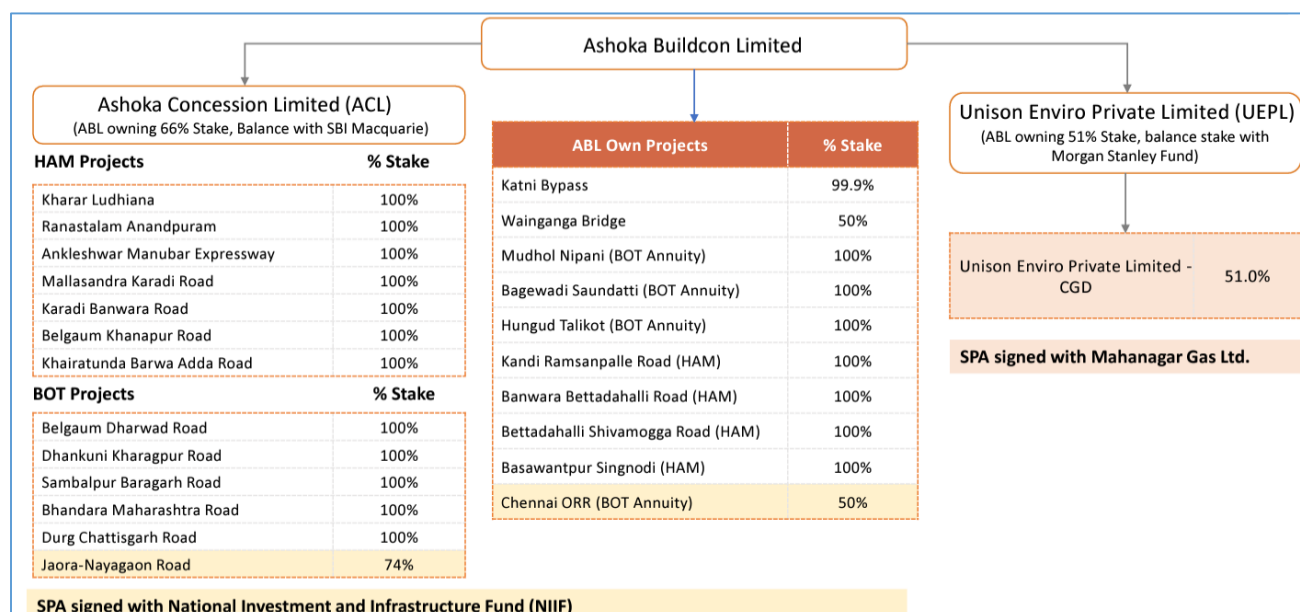 Ashoka Buildcon Limited
Ashoka Concession Limited (ACL)
(ABL owning 66% Stake, Balance with SBI Macquarie)
HAM Projects % Stake
Kharar Ludhiana 100%
Ranastalam Anandpuram 100%
Ankleshwar Manubar Expressway 100%
Mallasandra Karadi Road 100%
Karadi Banwara Road 100%
Belgaum Khanapur Road 100%
Khairatunda Barwa Adda Road 100%
BOT Projects % Stake
Belgaum Dharwad Road 100%
Dhankuni Kharagpur Road 100%
Sambalpur Baragarh Road 100%
Bhandara Maharashtra Road 100%
Durg Chattisgarh Road 100%
Jaora-Nayagaon Road 74%
ABL Own Projects % Stake
Katni Bypass 99.9%
Wainganga Bridge 50%
Mudhol Nipani (BOT Annuity) 100%
Bagewadi Saundatti (BOT Annuity) 100%
Hungud Talikot (BOT Annuity) 100%
Kandi Ramsanpalle Road (HAM) 100%
Banwara Bettadahalli Road (HAM) 100%
Bettadahalli Shivamogga Road (HAM) 100%
Basawantpur Singnodi (HAM) 100%
Chennai ORR (BOT Annuity) 50%
Unison Enviro Private Limited (UEPL)
(ABL owning 51% Stake, balance stake with
Morgan Stanley Fund)
Unison Enviro Private Limited -
CGD 51.0%
SPA signed with Mahanagar Gas Ltd.
SPA signed with National Investment and Infrastructure Fund (NIIF)